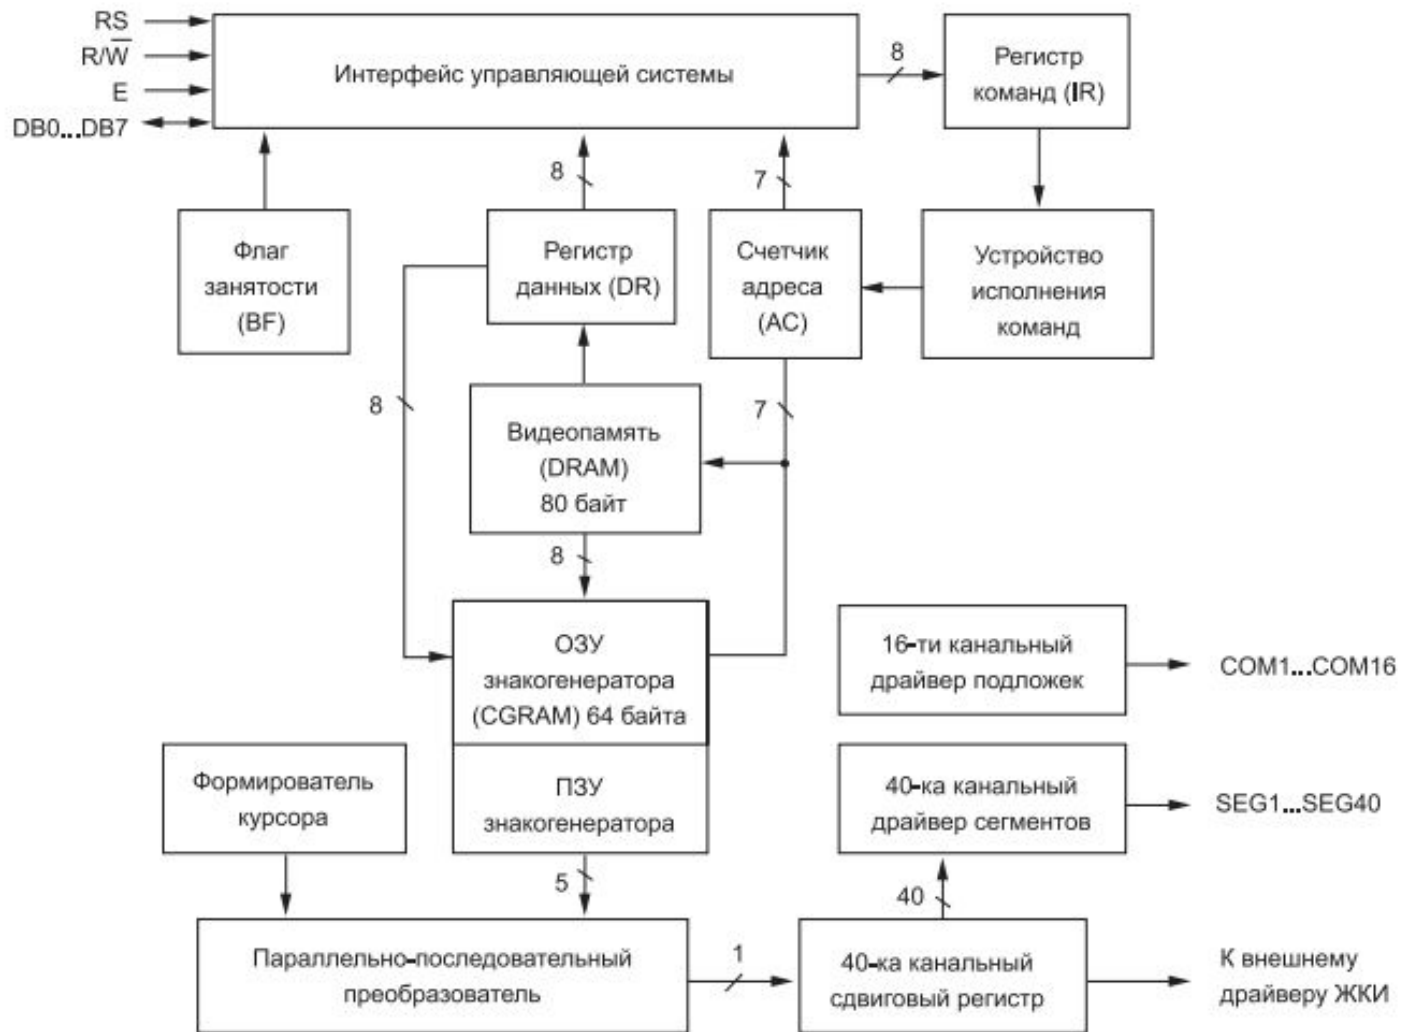 RS
R/W̅
E
DB0...DB7
Интерфейс управляющей системы
8
Регистр
команд (IR)
8
7
Флаг
занятости
(BF)
Регистр
данных (DR)
Счетчик
адреса
(AC)
Устройство
исполнения
команд
8
7
Видеопамять
(DRAM)
80 байт
8
ОЗУ
знакогенератора
(CGRAM) 64 байта
16-ти канальный
драйвер подложек
COM1...COM16
Формирователь
курсора
ПЗУ
знакогенератора
40-ка канальный
драйвер сегментов
SEG1...SEG40
5
40
Параллельно-последовательный
преобразователь
1
40-ка канальный
сдвиговый регистр
К внешнему
драйверу ЖКИ